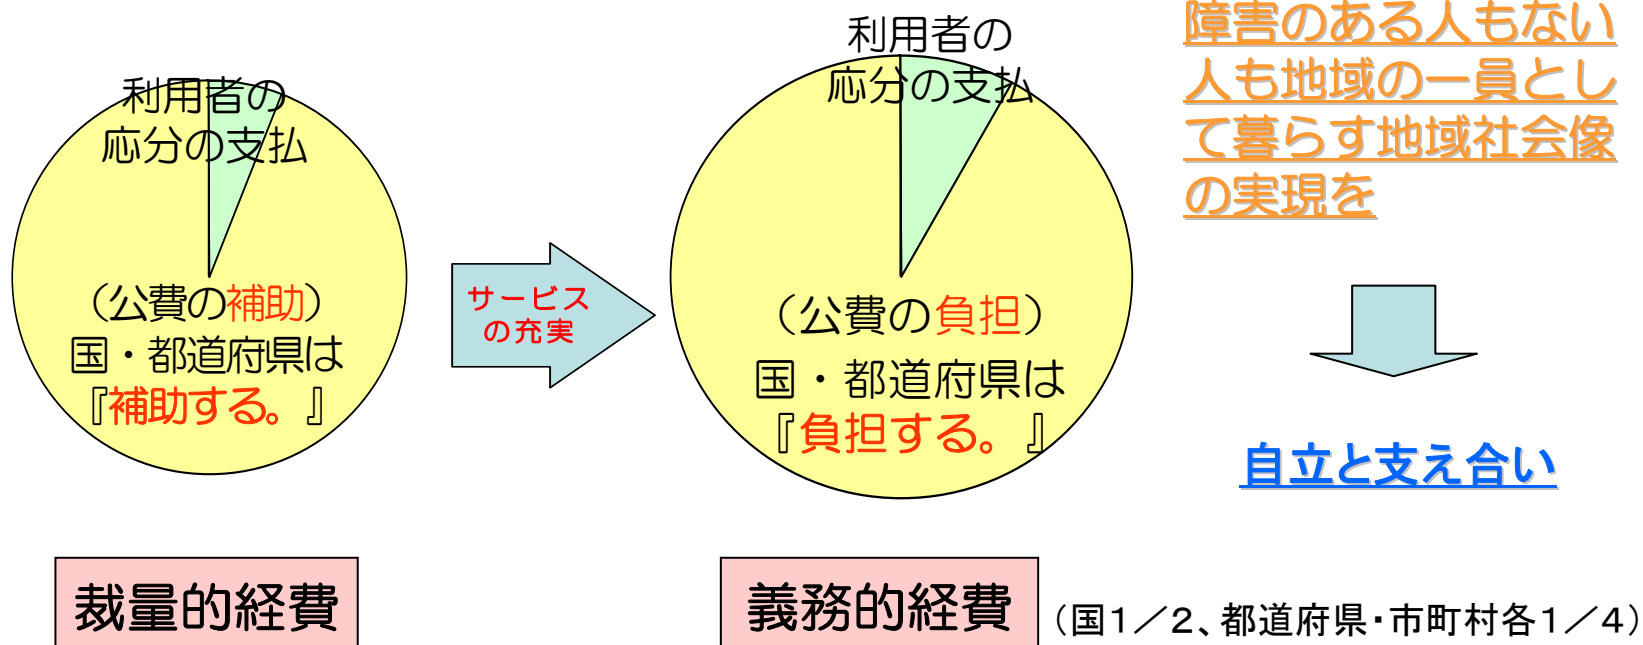 利用者の
応分の支払
（公費の補助）
国・都道府県は
『補助する。』
裁量的経費
サービス
の充実
利用者の
応分の支払
（公費の負担）
国・都道府県は
『負担する。』
義務的経費
（国１／２、都道府県・市町村各１／４）
障害のある人もない
人も地域の一員とし
て暮らす地域社会像
の実現を
自立と支え合い